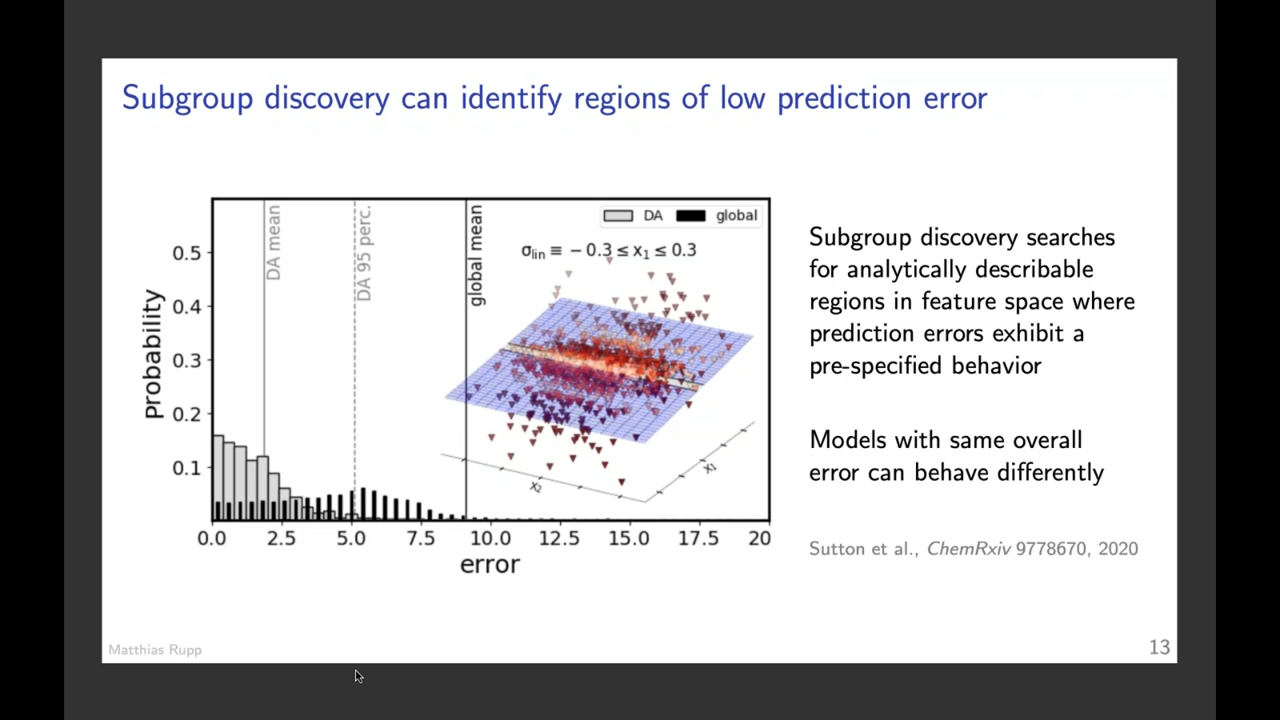 Subgroup discovery can identify regions of low prediction error
DA mean
DA 95 perc.
global mean
DA
global
σlin ≡ − 0.3 ≤ x₁ ≤ 0.3
probability
0.5
0.4
0.3
0.2
0.1
x₂
x₁
0.0 2.5 5.0 7.5 10.0 12.5 15.0 17.5 20
error
Subgroup discovery searches
for analytically describable
regions in feature space where
prediction errors exhibit a
pre-specified behavior
Models with same overall
error can behave differently
Sutton et al., ChemRxiv 9778670, 2020
Matthias Rupp
13